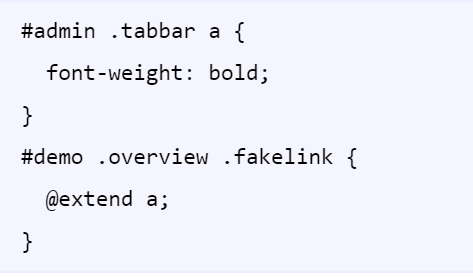 #admin .tabbar a {
  font-weight: bold;
}
#demo .overview .fakelink {
  @extend a;
}